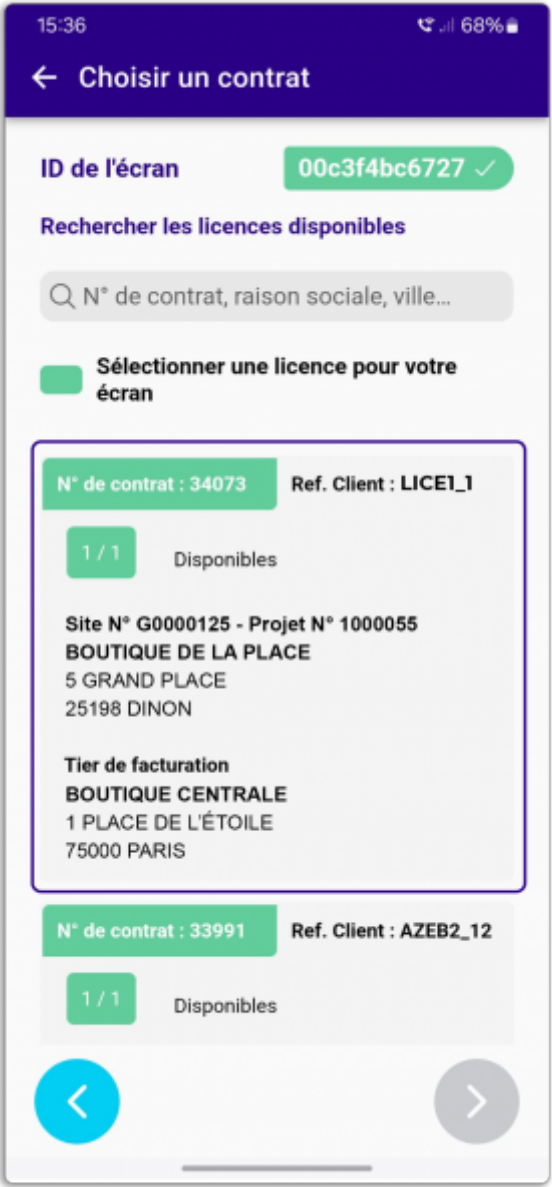 15:36 68%
Choisir un contrat
ID de l'écran 00c3f4bc6727
Rechercher les licences disponibles
N° de contrat, raison sociale, ville...
Sélectionner une licence pour votre
écran
N° de contrat : 34073 Ref. Client : LICE1_1
1 / 1 Disponibles
Site N° G0000125 - Projet N° 1000055
BOUTIQUE DE LA PLACE
5 GRAND PLACE
25198 DINON
Tier de facturation
BOUTIQUE CENTRALE
1 PLACE DE L'ÉTOILE
75000 PARIS
N° de contrat : 33991 Ref. Client : AZEB2_12
1 / 1 Disponibles